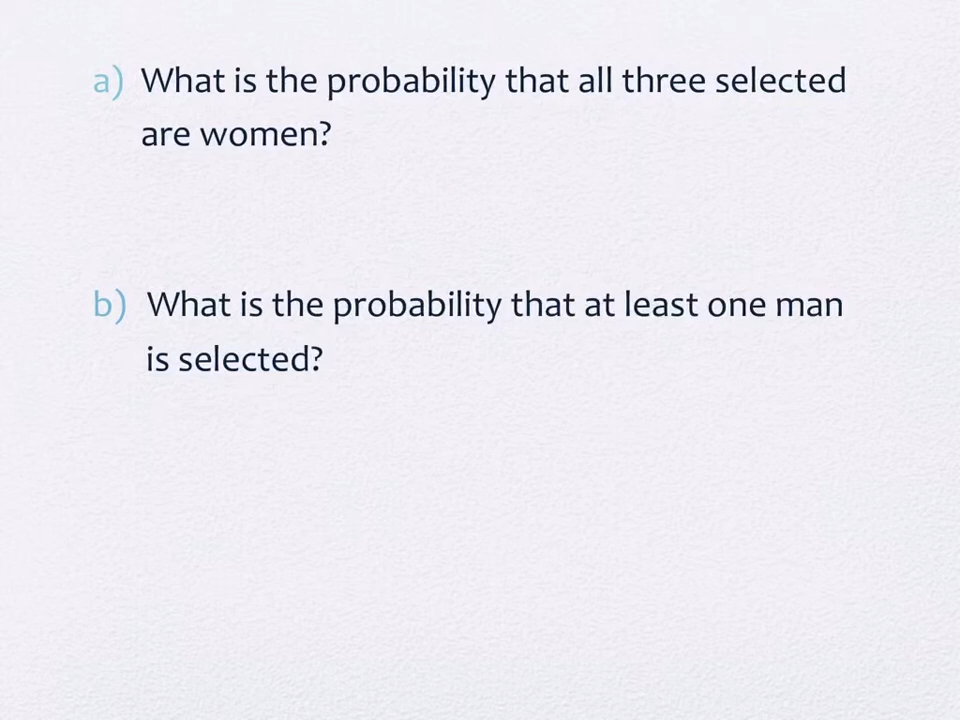 a) What is the probability that all three selected
are women?
b) What is the probability that at least one man
is selected?